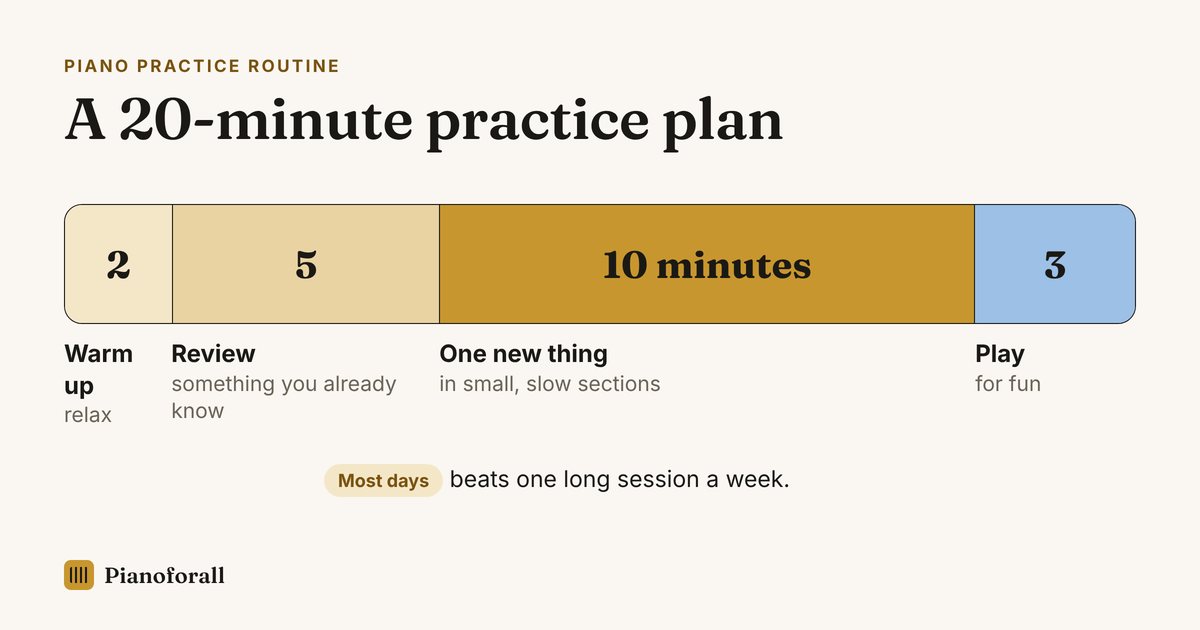 PIANO PRACTICE ROUTINE
A 20-minute practice plan
2
5
10 minutes
3
Warm
up
relax
Review
something you already
know
One new thing
in small, slow sections
Play
for fun
Most days beats one long session a week.
Pianoforall